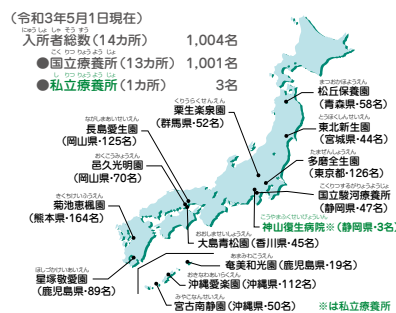 （令和3年5月1日現在）
入所者総数（14カ所） 1,004名
●国立療養所（13カ所） 1,001名
●私立療養所（1カ所） 3名
松丘保養園
（青森県・58名）
東北新生園
（宮城県・44名）
栗生楽泉園
（群馬県・52名）
多磨全生園
（東京都・126名）
国立駿河療養所
（静岡県・47名）
神山復生病院※（静岡県・3名）
長島愛生園
（岡山県・125名）
邑久光明園
（岡山県・70名）
大島青松園（香川県・45名）
菊池恵楓園
（熊本県・164名）
星塚敬愛園
（鹿児島県・89名）
奄美和光園（鹿児島県・19名）
沖縄愛楽園（沖縄県・112名）
宮古南静園（沖縄県・50名）
※は私立療養所